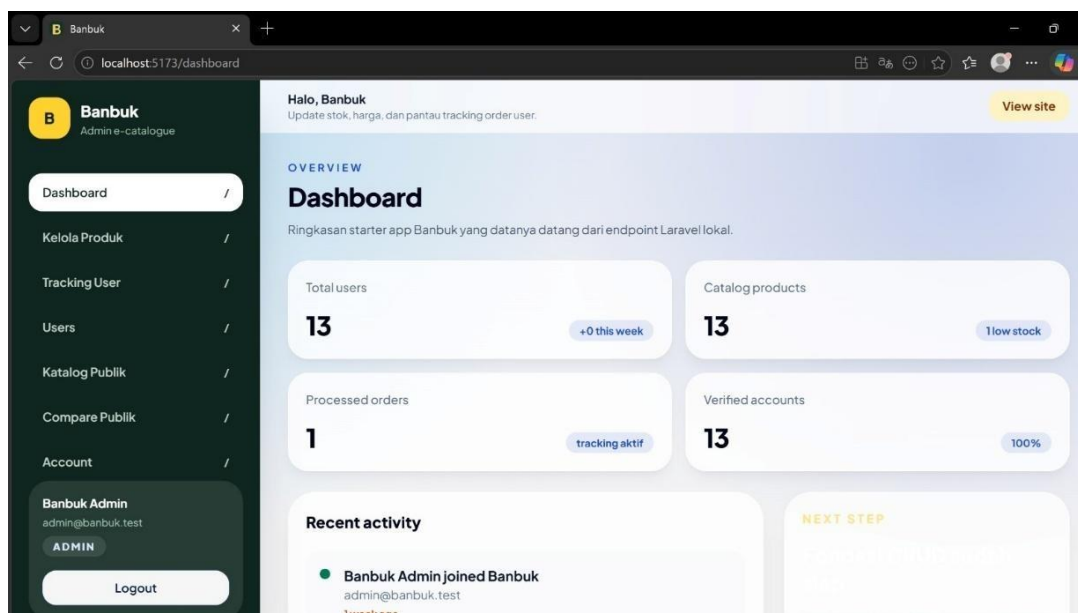 B Banbuk
localhost:5173/dashboard
B
Banbuk
Admin e-catalogue
Dashboard /
Kelola Produk /
Tracking User /
Users /
Katalog Publik /
Compare Publik /
Account /
Banbuk Admin
admin@banbuk.test
ADMIN
Logout
Halo, Banbuk
Update stok, harga, dan pantau tracking order user.
View site
OVERVIEW
Dashboard
Ringkasan starter app Banbuk yang datanya datang dari endpoint Laravel lokal.
Total users
13
+0 this week
Catalog products
13
1 low stock
Processed orders
1
tracking aktif
Verified accounts
13
100%
Recent activity
Banbuk Admin joined Banbuk
admin@banbuk.test
NEXT STEP